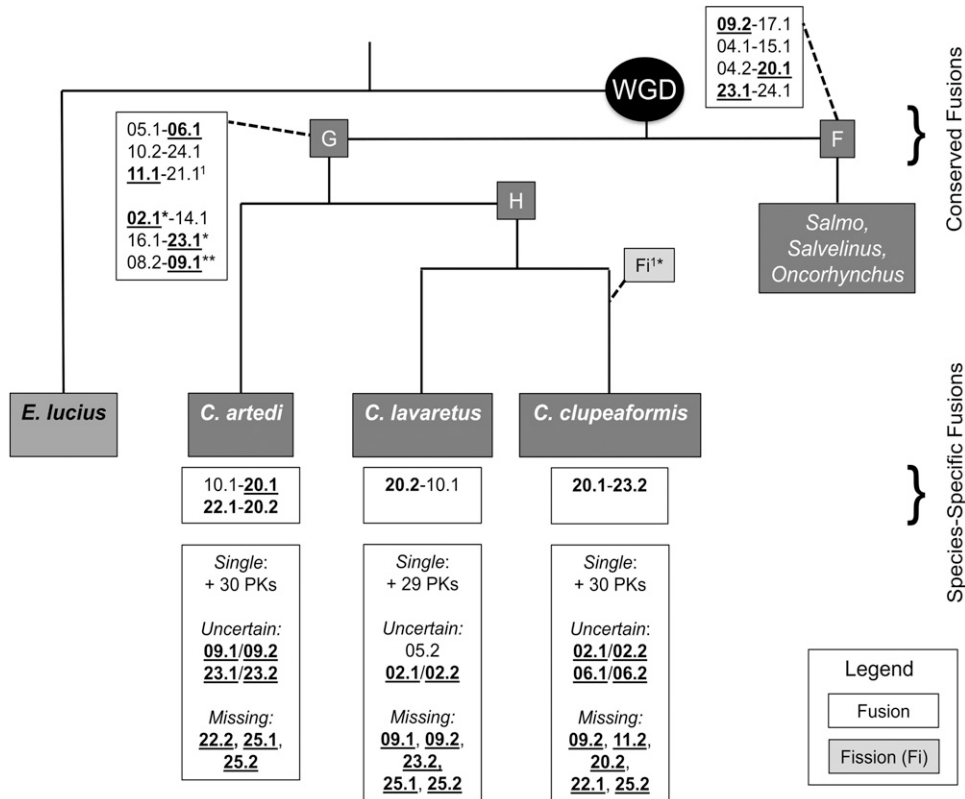 09.2-17.1
04.1-15.1
04.2-20.1
23.1-24.1
WGD
Conserved Fusions
05.1-06.1
10.2-24.1
11.1-21.1¹
02.1*-14.1
16.1-23.1*
08.2-09.1**
G
F
H
Salmo,
Salvelinus,
Oncorhynchus
Fi¹*
E. lucius
C. artedi
C. lavaretus
C. clupeaformis
10.1-20.1
22.1-20.2
20.2-10.1
20.1-23.2
Species-Specific Fusions
Single:
+ 30 PKs
Uncertain:
09.1/09.2
23.1/23.2
Missing:
22.2, 25.1,
25.2
Single:
+ 29 PKs
Uncertain:
05.2
02.1/02.2
Missing:
09.1, 09.2,
23.2,
25.1, 25.2
Single:
+ 30 PKs
Uncertain:
02.1/02.2
06.1/06.2
Missing:
09.2, 11.2,
20.2,
22.1, 25.2
Legend
Fusion
Fission (Fi)